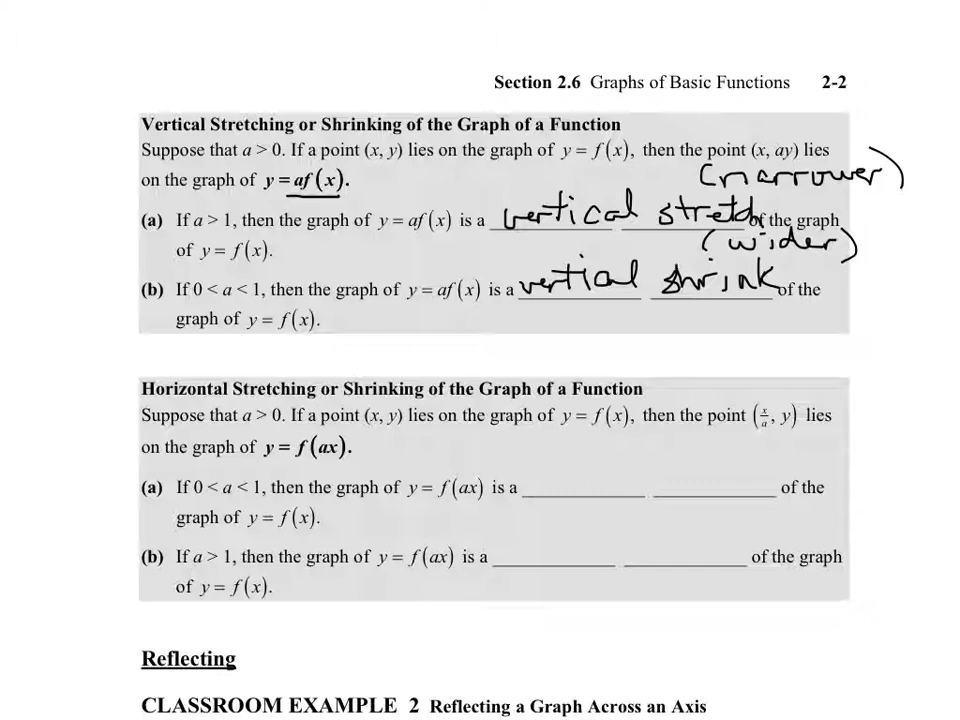 Section 2.6 Graphs of Basic Functions 2-2
Vertical Stretching or Shrinking of the Graph of a Function
Suppose that a > 0. If a point (x, y) lies on the graph of y = f(x), then the point (x, ay) lies
(narrower)
on the graph of y = af(x).
(a) If a > 1, then the graph of y = af(x) is a vertical stretch of the graph
(wider)
of y = f(x).
(b) If 0 < a < 1, then the graph of y = af(x) is a vertical shrink of the
graph of y = f(x).
Horizontal Stretching or Shrinking of the Graph of a Function
Suppose that a > 0. If a point (x, y) lies on the graph of y = f(x), then the point (x/a, y) lies
on the graph of y = f(ax).
(a) If 0 < a < 1, then the graph of y = f(ax) is a ____________ ____________ of the
graph of y = f(x).
(b) If a > 1, then the graph of y = f(ax) is a ____________ ____________ of the graph
of y = f(x).
Reflecting
CLASSROOM EXAMPLE 2 Reflecting a Graph Across an Axis